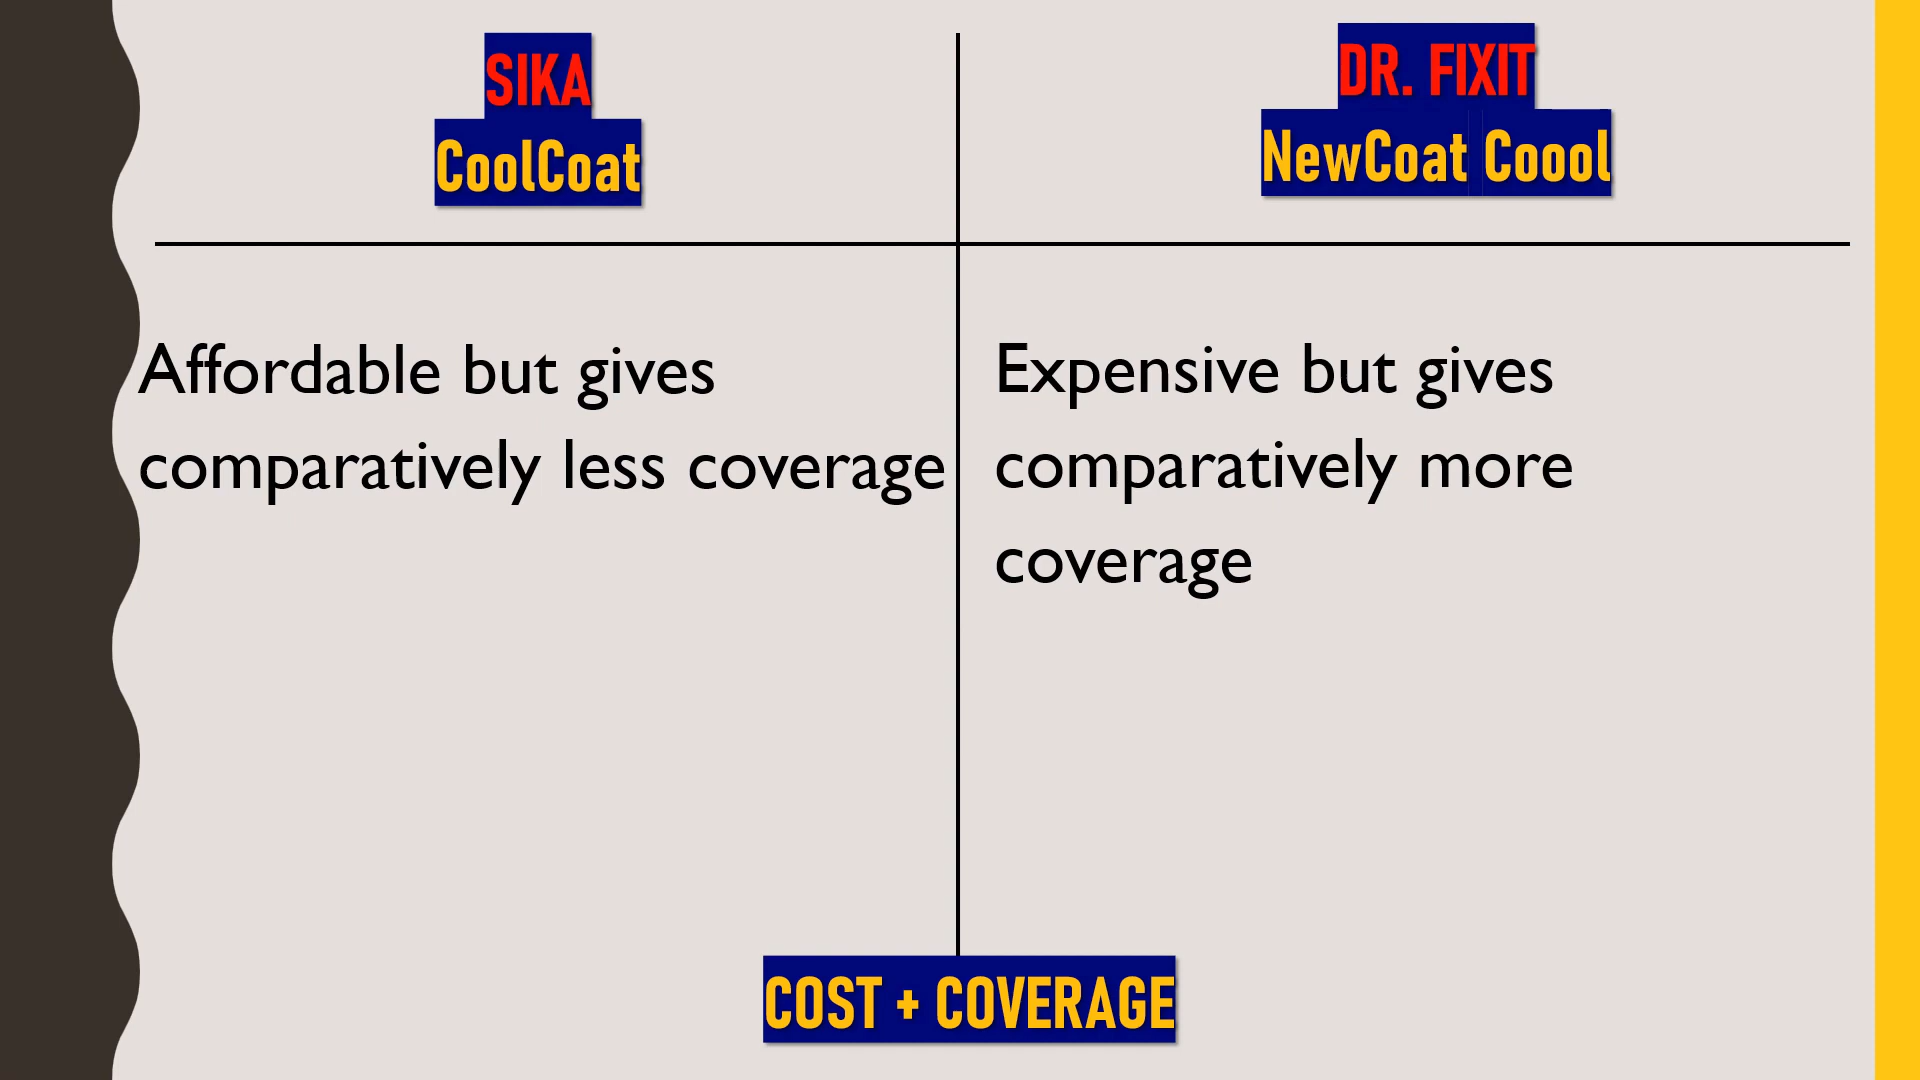 SIKA
CoolCoat
DR. FIXIT
NewCoat Coool
Affordable but gives
comparatively less coverage
Expensive but gives
comparatively more
coverage
COST + COVERAGE